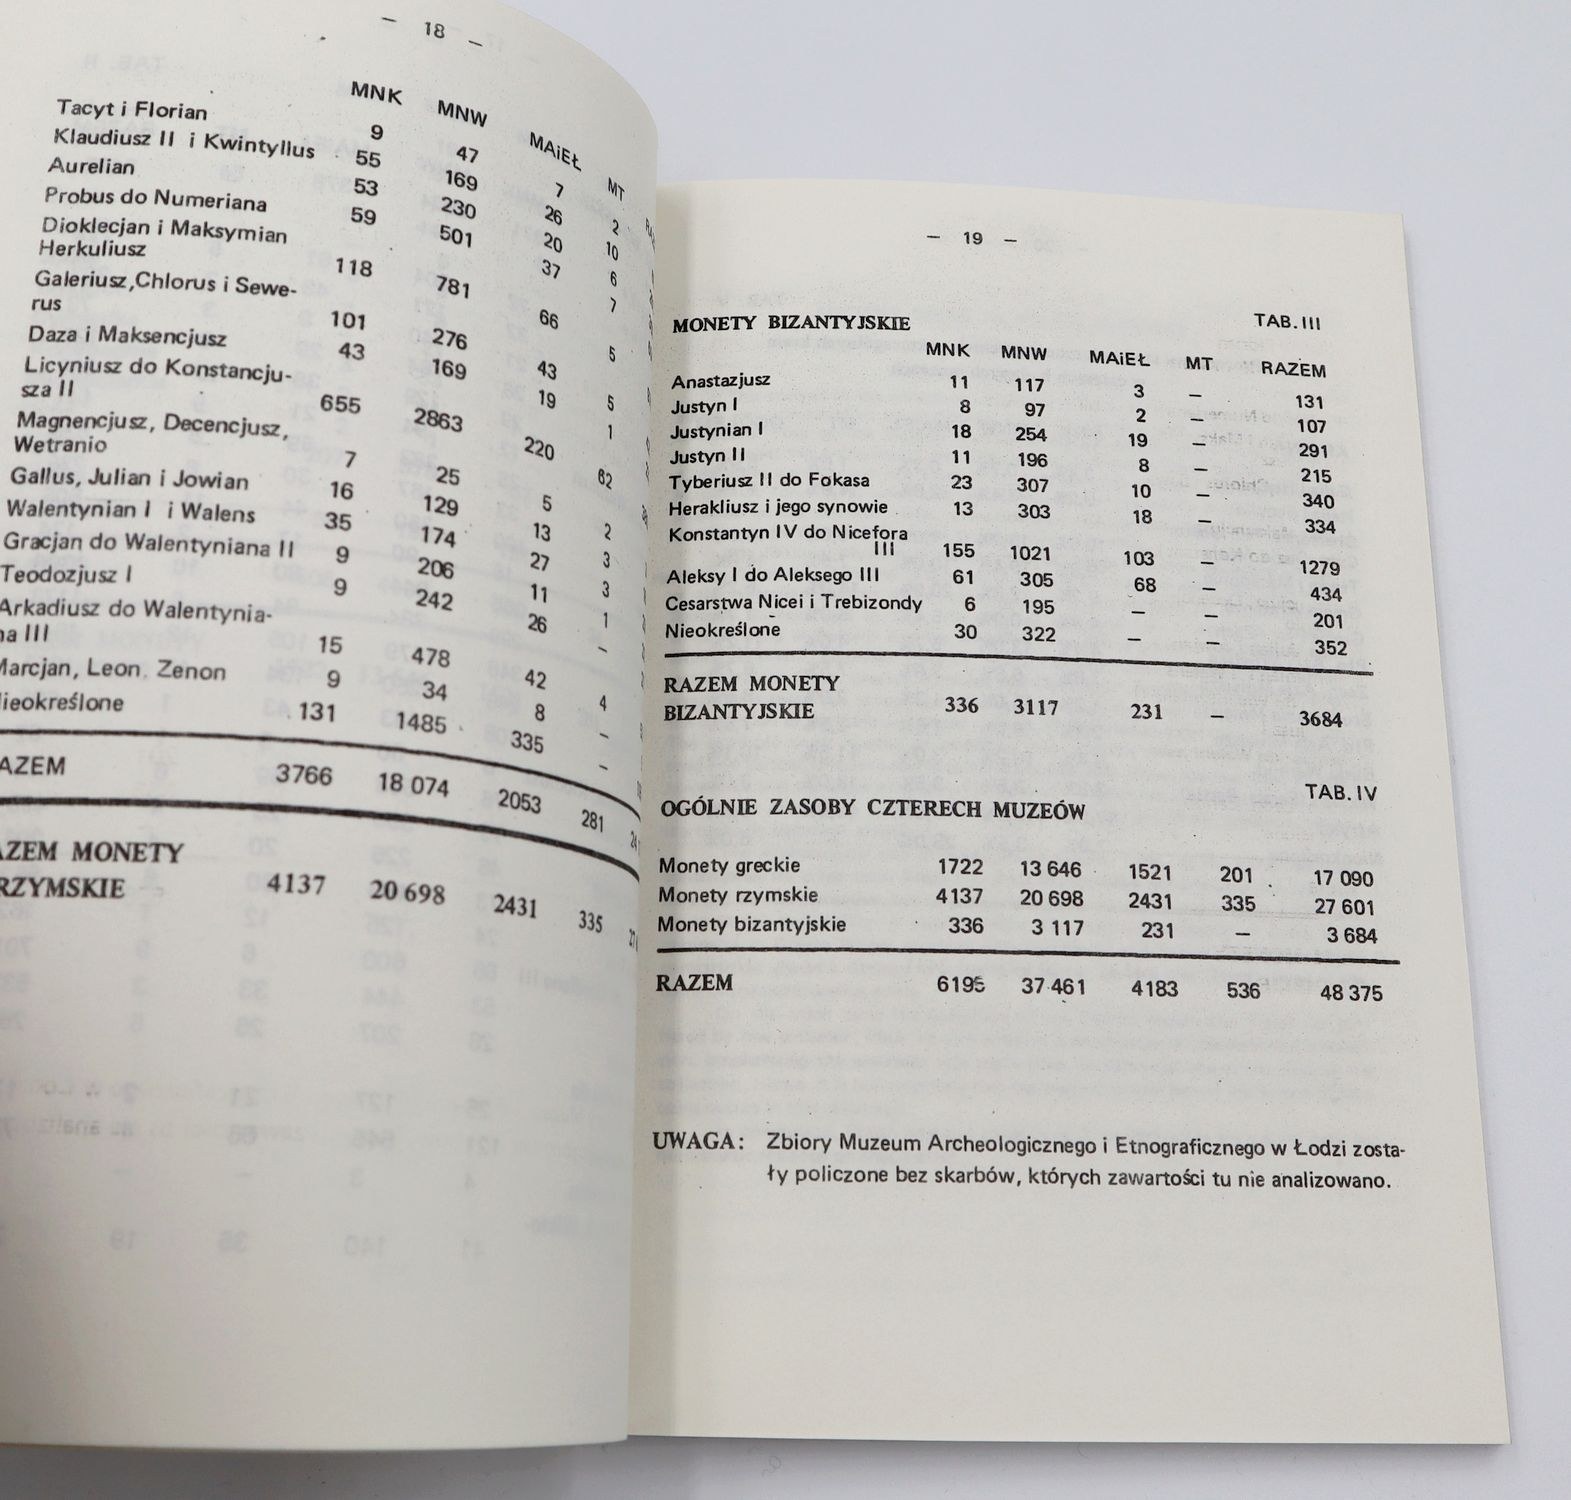 – 18 –
MNK MNW MAiEŁ MT
Tacyt i Florian 9 47 7 2
Klaudiusz II i Kwintyllus 55 169 26 10
Aurelian 53 230 20 6
Probus do Numeriana 59 501 37 7
Dioklecjan i Maksymian
Herkuliusz 118 781 66 5
Galeriusz,Chlorus i Sewe-
rus 101 276 43 5
Daza i Maksencjusz 43 169 19 1
Licyniusz do Konstancju-
sza II 655 2863 220 62
Magnencjusz, Decencjusz,
Wetranio 7 25 5 2
Gallus, Julian i Jowian 16 129 13 3
Walentynian I i Walens 35 174 27 3
Gracjan do Walentyniana II 9 206 11 1
Teodozjusz I 9 242 26 –
Arkadiusz do Walentynia-
na III 15 478 42 4
Marcjan, Leon, Zenon 9 34 8 –
ieokreślone 131 1485 335 –
AZEM 3766 18 074 2053 281
AZEM MONETY
RZYMSKIE 4137 20 698 2431 335
– 19 –
MONETY BIZANTYJSKIE TAB.III
MNK MNW MAiEŁ MT RAZEM
Anastazjusz 11 117 3 – 131
Justyn I 8 97 2 – 107
Justynian I 18 254 19 – 291
Justyn II 11 196 8 – 215
Tyberiusz II do Fokasa 23 307 10 – 340
Herakliusz i jego synowie 13 303 18 – 334
Konstantyn IV do Nicefora
III 155 1021 103 – 1279
Aleksy I do Aleksego III 61 305 68 – 434
Cesarstwa Nicei i Trebizondy 6 195 – – 201
Nieokreślone 30 322 – – 352
RAZEM MONETY
BIZANTYJSKIE 336 3117 231 – 3684
TAB.IV
OGÓLNIE ZASOBY CZTERECH MUZEÓW
Monety greckie 1722 13 646 1521 201 17 090
Monety rzymskie 4137 20 698 2431 335 27 601
Monety bizantyjskie 336 3 117 231 – 3 684
RAZEM 6195 37 461 4183 536 48 375
UWAGA: Zbiory Muzeum Archeologicznego i Etnograficznego w Łodzi zosta-
ły policzone bez skarbów, których zawartości tu nie analizowano.